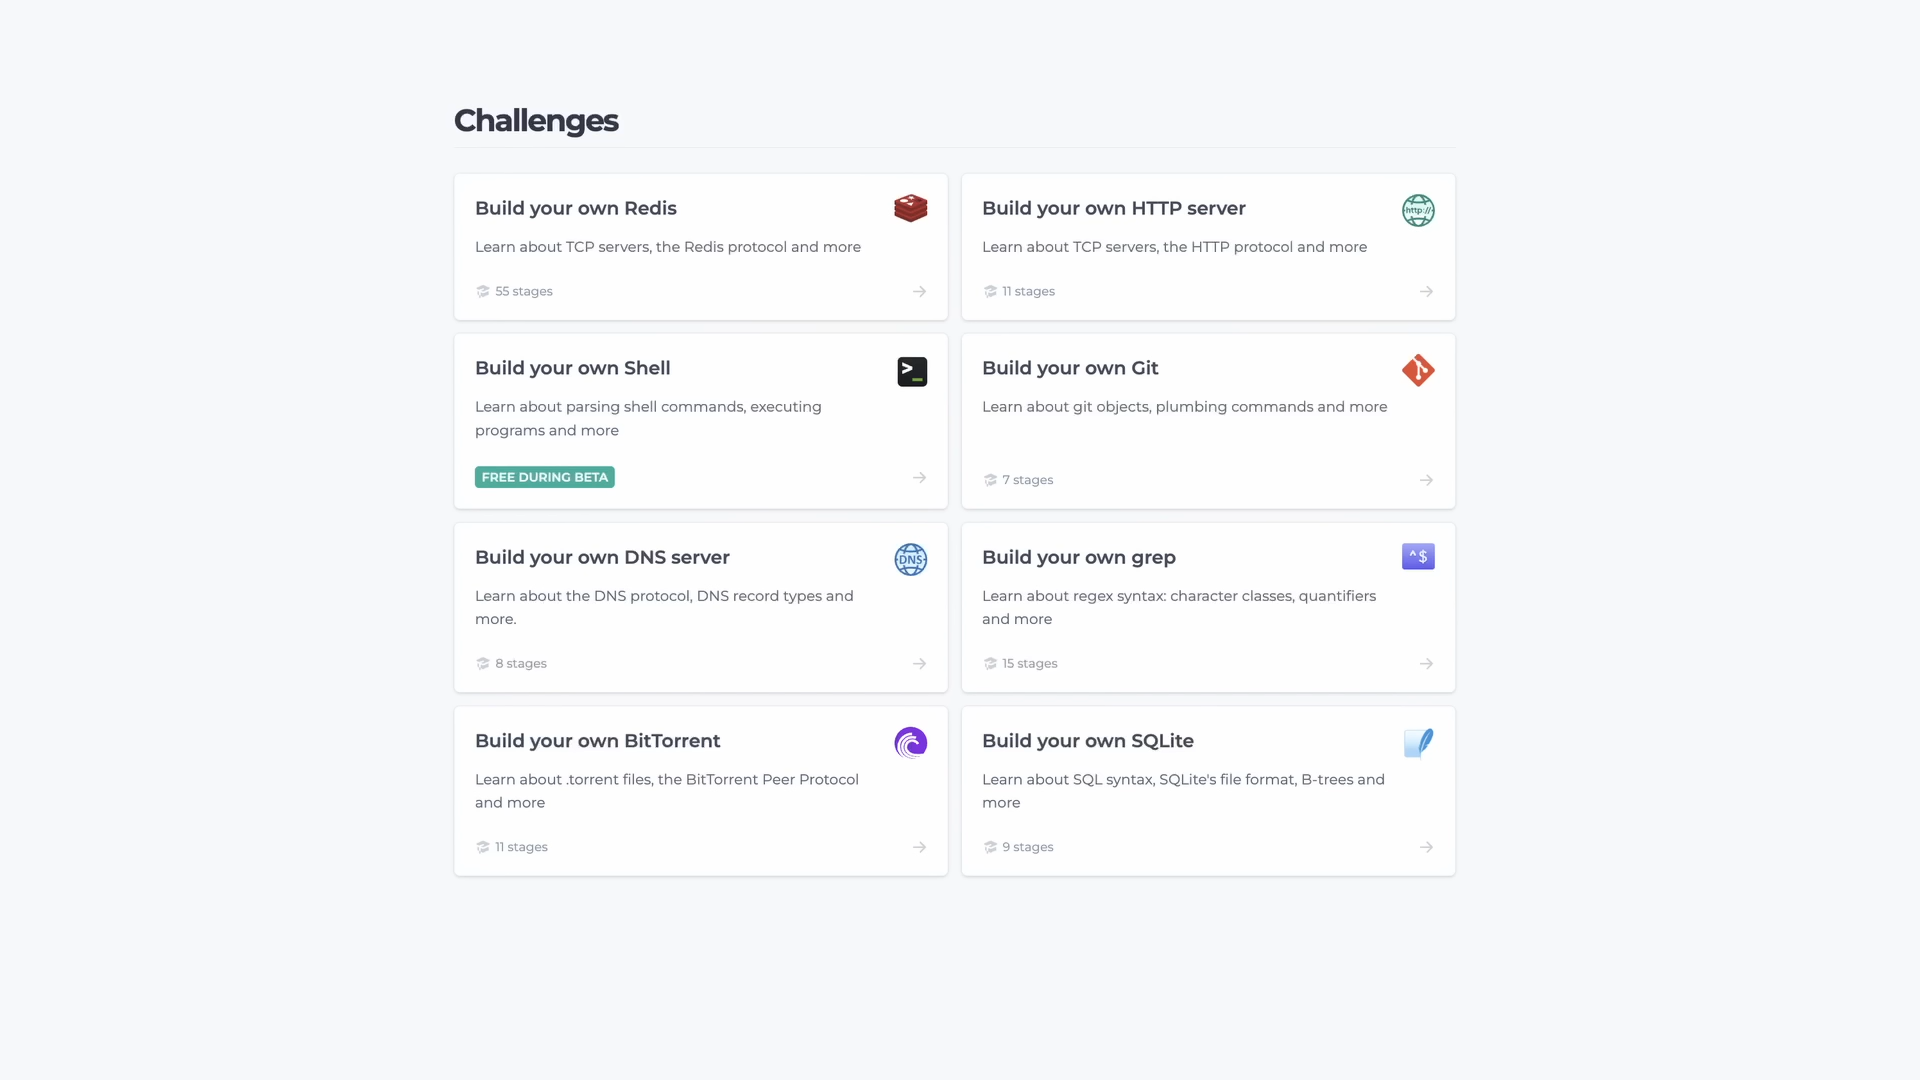 Challenges
Build your own Redis
Learn about TCP servers, the Redis protocol and more
55 stages
Build your own HTTP server
http://
Learn about TCP servers, the HTTP protocol and more
11 stages
Build your own Shell
>_
Learn about parsing shell commands, executing
programs and more
FREE DURING BETA
Build your own Git
Learn about git objects, plumbing commands and more
7 stages
Build your own DNS server
DNS
Learn about the DNS protocol, DNS record types and
more.
8 stages
Build your own grep
^$
Learn about regex syntax: character classes, quantifiers
and more
15 stages
Build your own BitTorrent
Learn about .torrent files, the BitTorrent Peer Protocol
and more
11 stages
Build your own SQLite
Learn about SQL syntax, SQLite's file format, B-trees and
more
9 stages